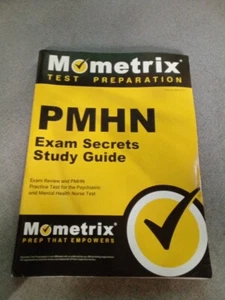 Mometrix
TEST PREPARATION
PMHN
Exam Secrets
Study Guide
Exam Review and PMHN
Practice Test for the Psychiatric
and Mental Health Nurse Test
Mometrix
PREP THAT EMPOWERS